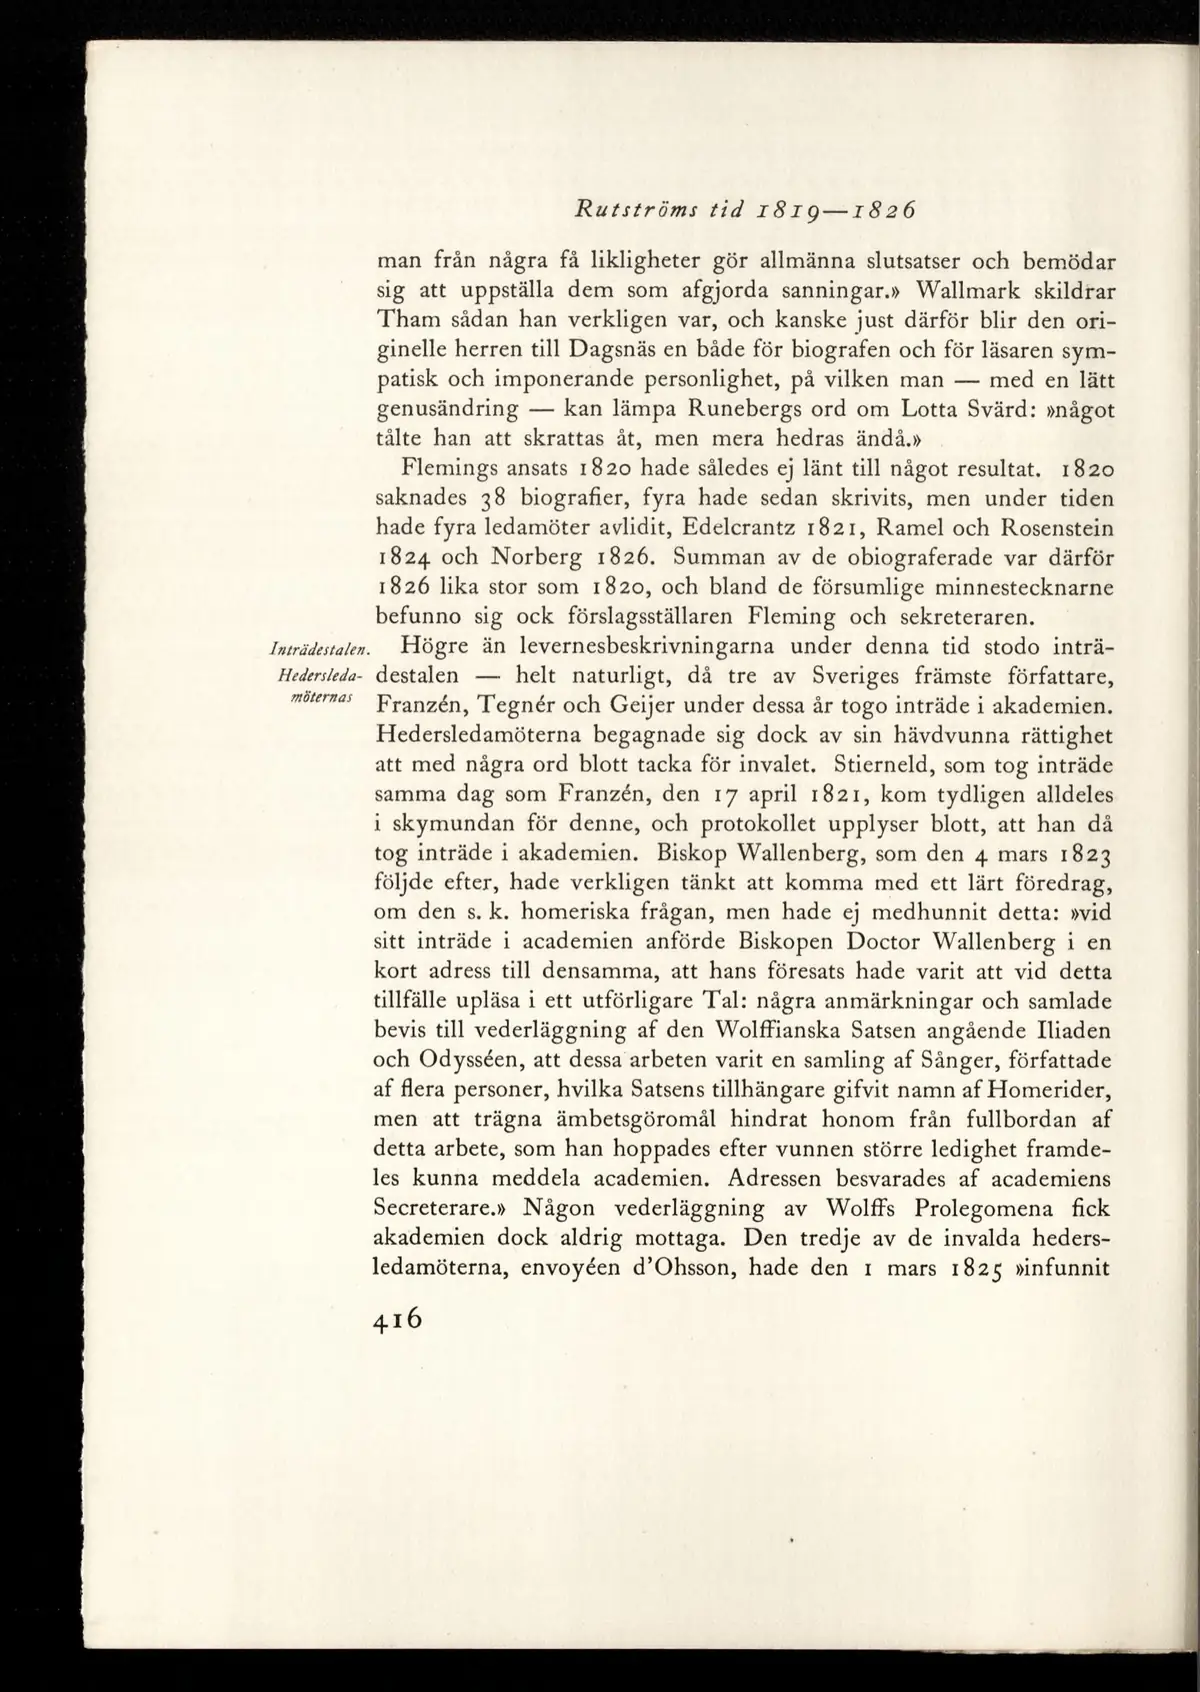 Rutströms tid 1819—1826
man från några få likligheter gör allmänna slutsatser och bemödar
sig att uppställa dem som afgjorda sanningar.» Wallmark skildrar
Tham sådan han verkligen var, och kanske just därför blir den ori-
ginelle herren till Dagsnäs en både för biografen och för läsaren sym-
patisk och imponerande personlighet, på vilken man — med en lätt
genusändring — kan lämpa Runebergs ord om Lotta Svärd: »något
tålte han att skrattas åt, men mera hedras ändå.»
Flemings ansats 1820 hade således ej länt till något resultat. 1820
saknades 38 biografier, fyra hade sedan skrivits, men under tiden
hade fyra ledamöter avlidit, Edelcrantz 1821, Ramel och Rosenstein
1824 och Norberg 1826. Summan av de obiograferade var därför
1826 lika stor som 1820, och bland de försumlige minnestecknarne
befunno sig ock förslagsställaren Fleming och sekreteraren.
Inträdestalen. Högre än levernesbeskrivningarna under denna tid stodo inträ-
Hedersleda- destalen — helt naturligt, då tre av Sveriges främste författare,
möternas Franzén, Tegnér och Geijer under dessa år togo inträde i akademien.
Hedersledamöterna begagnade sig dock av sin hävdvunna rättighet
att med några ord blott tacka för invalet. Stierneld, som tog inträde
samma dag som Franzén, den 17 april 1821, kom tydligen alldeles
i skymundan för denne, och protokollet upplyser blott, att han då
tog inträde i akademien. Biskop Wallenberg, som den 4 mars 1823
följde efter, hade verkligen tänkt att komma med ett lärt föredrag,
om den s. k. homeriska frågan, men hade ej medhunnit detta: »vid
sitt inträde i academien anförde Biskopen Doctor Wallenberg i en
kort adress till densamma, att hans föresats hade varit att vid detta
tillfälle upläsa i ett utförligare Tal: några anmärkningar och samlade
bevis till vederläggning af den Wolffianska Satsen angående Iliaden
och Odysséen, att dessa arbeten varit en samling af Sånger, författade
af flera personer, hvilka Satsens tillhängare gifvit namn af Homerider,
men att trägna ämbetsgöromål hindrat honom från fullbordan af
detta arbete, som han hoppades efter vunnen större ledighet framde-
les kunna meddela academien. Adressen besvarades af academiens
Secreterare.» Någon vederläggning av Wolffs Prolegomena fick
akademien dock aldrig mottaga. Den tredje av de invalda heders-
ledamöterna, envoyéen d’Ohsson, hade den 1 mars 1825 »infunnit
416